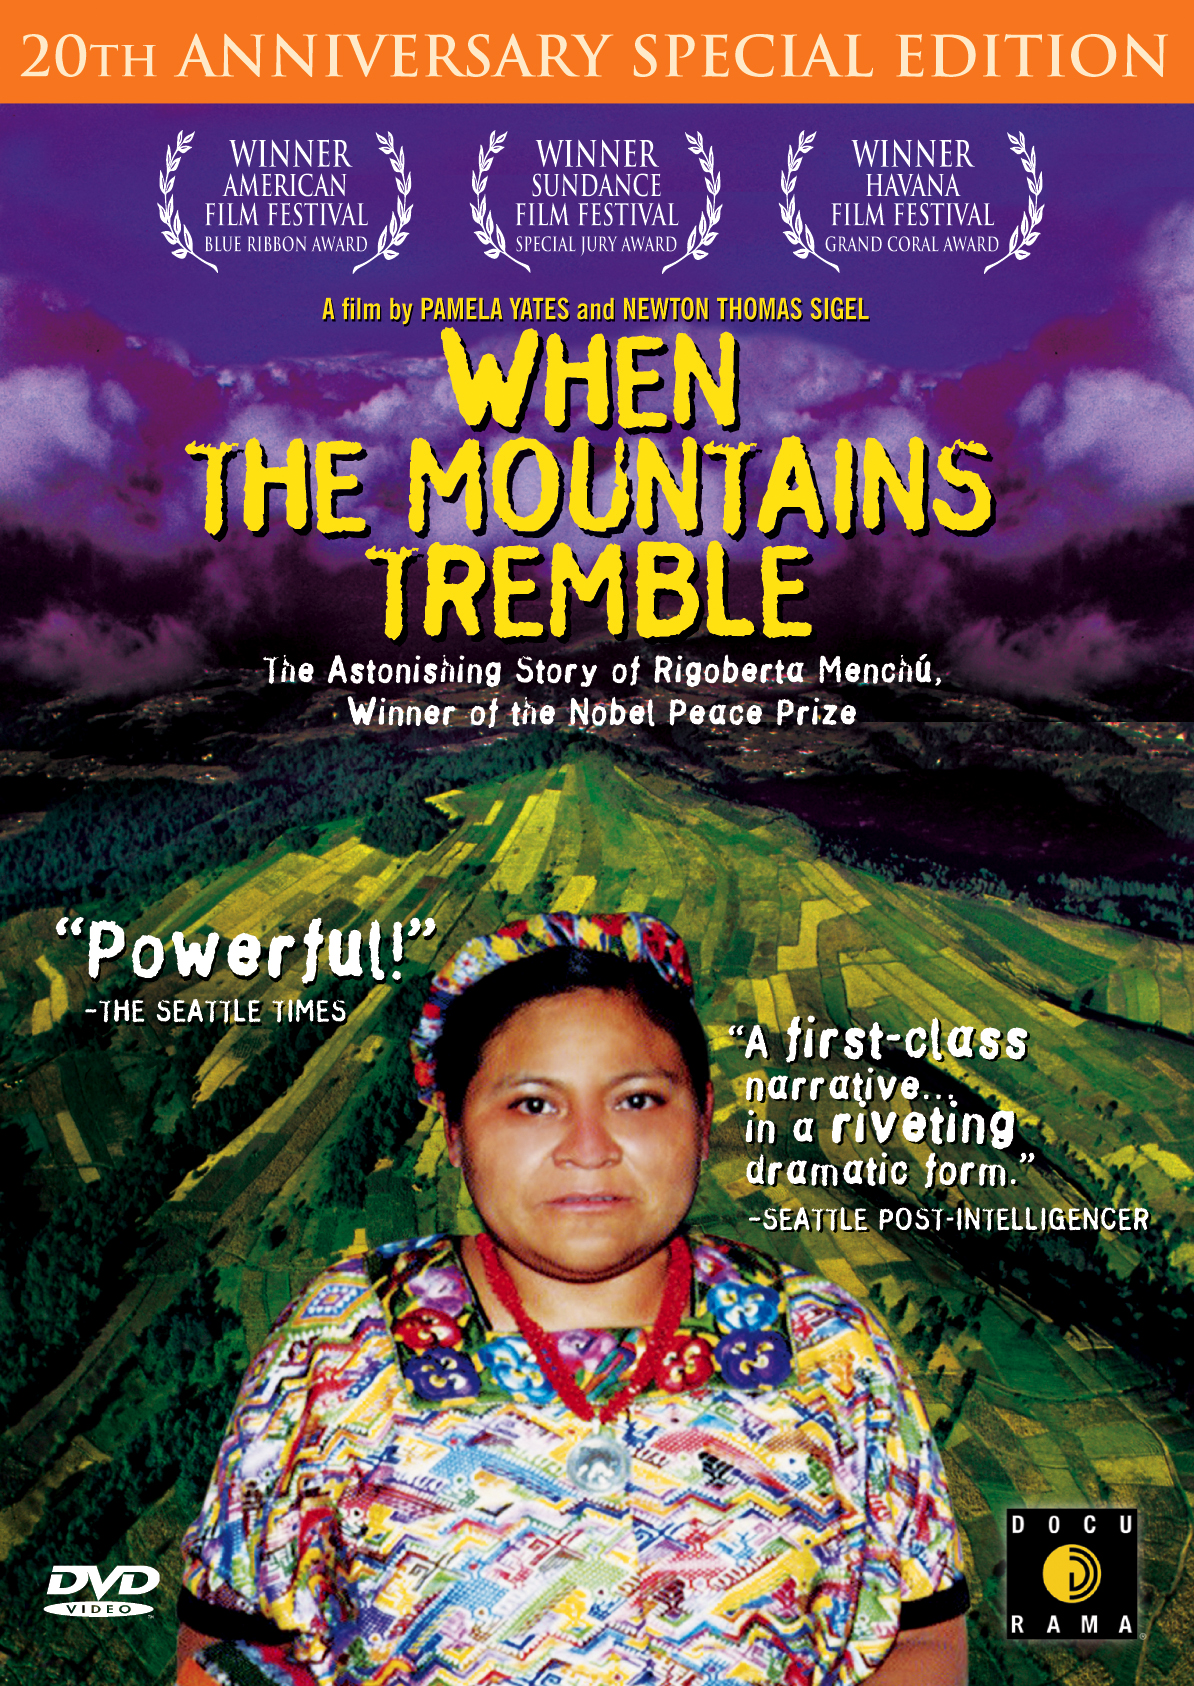 20TH ANNIVERSARY SPECIAL EDITION
WINNER
AMERICAN
FILM FESTIVAL
BLUE RIBBON AWARD
WINNER
SUNDANCE
FILM FESTIVAL
SPECIAL JURY AWARD
WINNER
HAVANA
FILM FESTIVAL
GRAND CORAL AWARD
A film by PAMELA YATES and NEWTON THOMAS SIGEL
WHEN
THE MOUNTAINS
TREMBLE
The Astonishing Story of Rigoberta Menchú,
Winner of the Nobel Peace Prize
“Powerful!”
-THE SEATTLE TIMES
“A first-class
narrative...
in a riveting
dramatic form.”
-SEATTLE POST-INTELLIGENCER
DVD
VIDEO™
DOCU
RAMA®